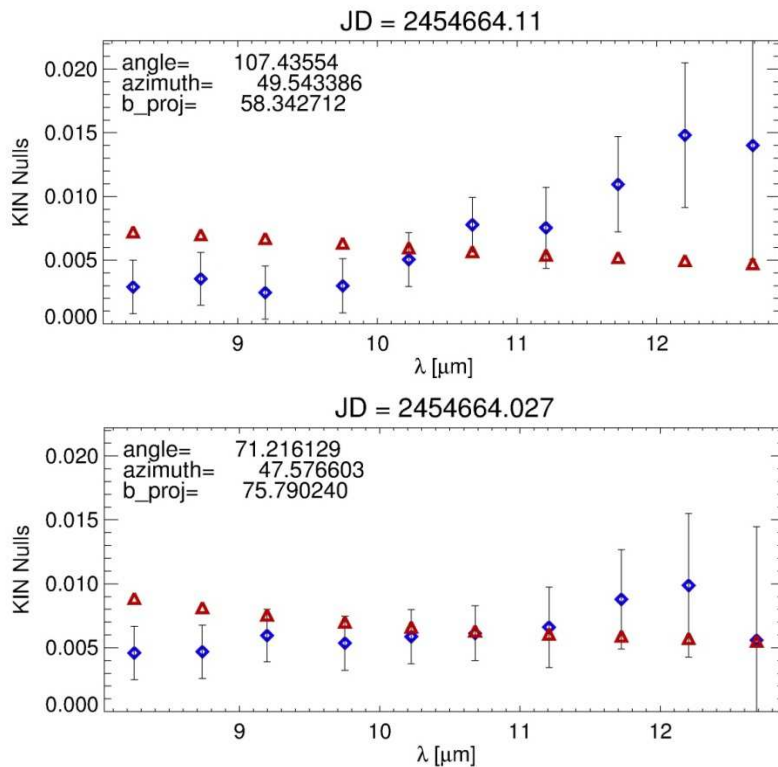 JD = 2454664.11
angle= 107.43554
azimuth= 49.543386
b_proj= 58.342712
KIN Nulls
0.020
0.015
0.010
0.005
0.000
9 10 11 12
λ [μm]
JD = 2454664.027
angle= 71.216129
azimuth= 47.576603
b_proj= 75.790240
KIN Nulls
0.020
0.015
0.010
0.005
0.000
9 10 11 12
λ [μm]